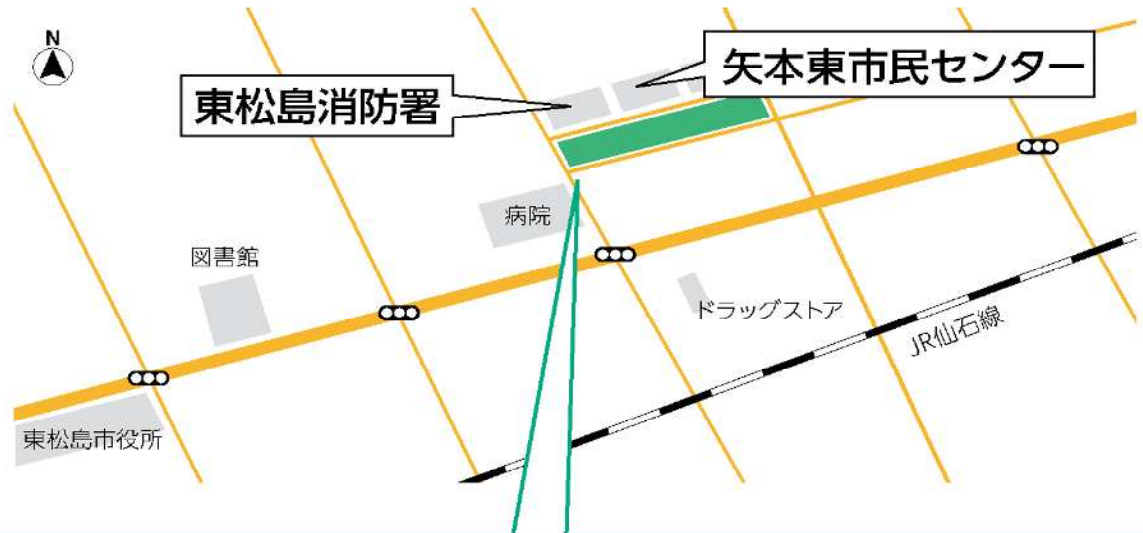 N
矢本東市民センター
東松島消防署
病院
図書館
ドラッグストア
JR仙石線
東松島市役所